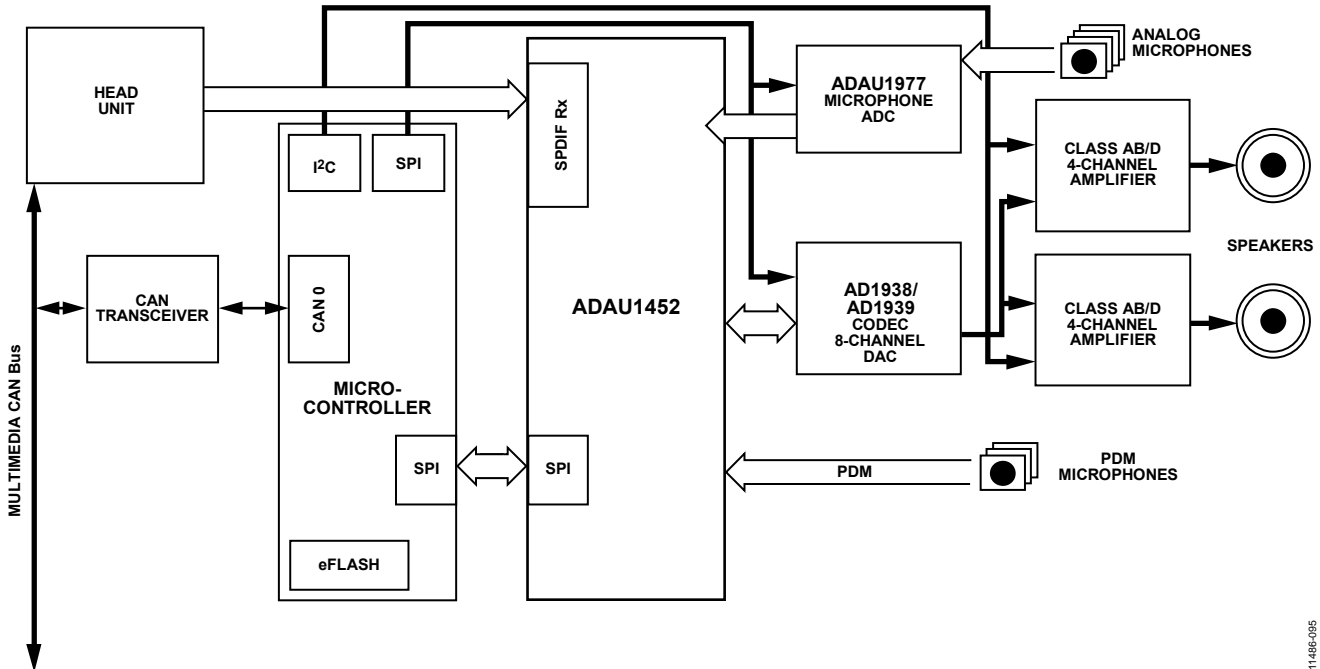 HEAD
UNIT
I²C
SPI
SPDIF Rx
ADAU1977
MICROPHONE
ADC
ANALOG
MICROPHONES
CLASS AB/D
4-CHANNEL
AMPLIFIER
SPEAKERS
CAN
TRANSCEIVER
CAN 0
ADAU1452
AD1938/
AD1939
CODEC
8-CHANNEL
DAC
CLASS AB/D
4-CHANNEL
AMPLIFIER
MULTIMEDIA CAN Bus
MICRO-
CONTROLLER
SPI
SPI
PDM
PDM
MICROPHONES
eFLASH
11486-095